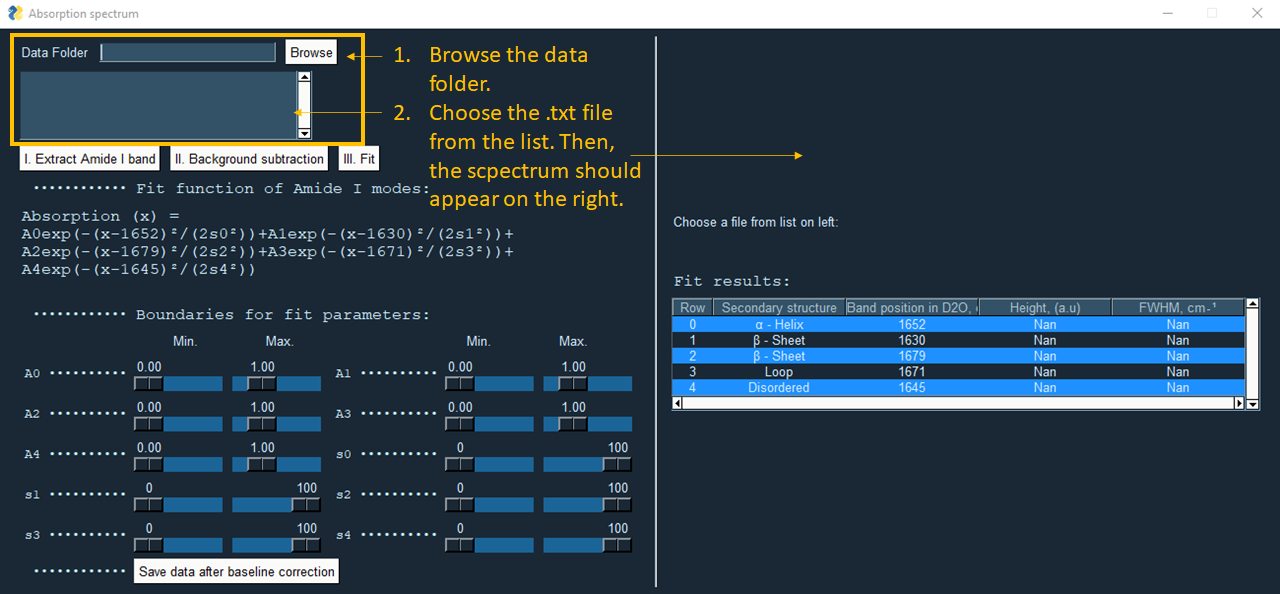 Absorption spectrum
Data Folder
Browse
1. Browse the data
folder.
2. Choose the .txt file
from the list. Then,
the scpectrum should
appear on the right.
I. Extract Amide I band
II. Background subtraction
III. Fit
············ Fit function of Amide I modes:
Absorption (x) =
A0exp(-(x-1652)²/(2s0²))+A1exp(-(x-1630)²/(2s1²))+
A2exp(-(x-1679)²/(2s2²))+A3exp(-(x-1671)²/(2s3²))+
A4exp(-(x-1645)²/(2s4²))
············ Boundaries for fit parameters:
Min. Max. Min. Max.
0.00 1.00 0.00 1.00
A0 ·········· A1 ··········
0.00 1.00 0.00 1.00
A2 ·········· A3 ··········
0.00 1.00 0 100
A4 ·········· s0 ··········
0 100 0 100
s1 ·········· s2 ··········
0 100 0 100
s3 ·········· s4 ··········
············ Save data after baseline correction
Choose a file from list on left:
Fit results:
Row Secondary structure Band position in D2O, Height, (a.u) FWHM, cm-¹
0 α - Helix 1652 Nan Nan
1 β - Sheet 1630 Nan Nan
2 β - Sheet 1679 Nan Nan
3 Loop 1671 Nan Nan
4 Disordered 1645 Nan Nan